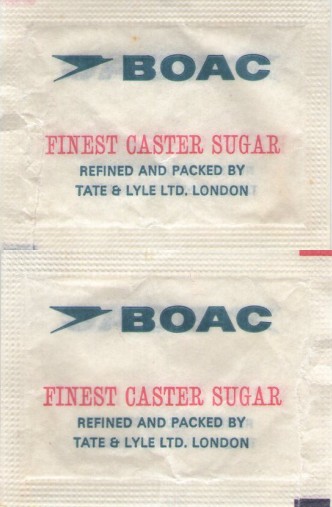 BOAC
FINEST CASTER SUGAR
REFINED AND PACKED BY
TATE & LYLE LTD. LONDON
BOAC
FINEST CASTER SUGAR
REFINED AND PACKED BY
TATE & LYLE LTD. LONDON